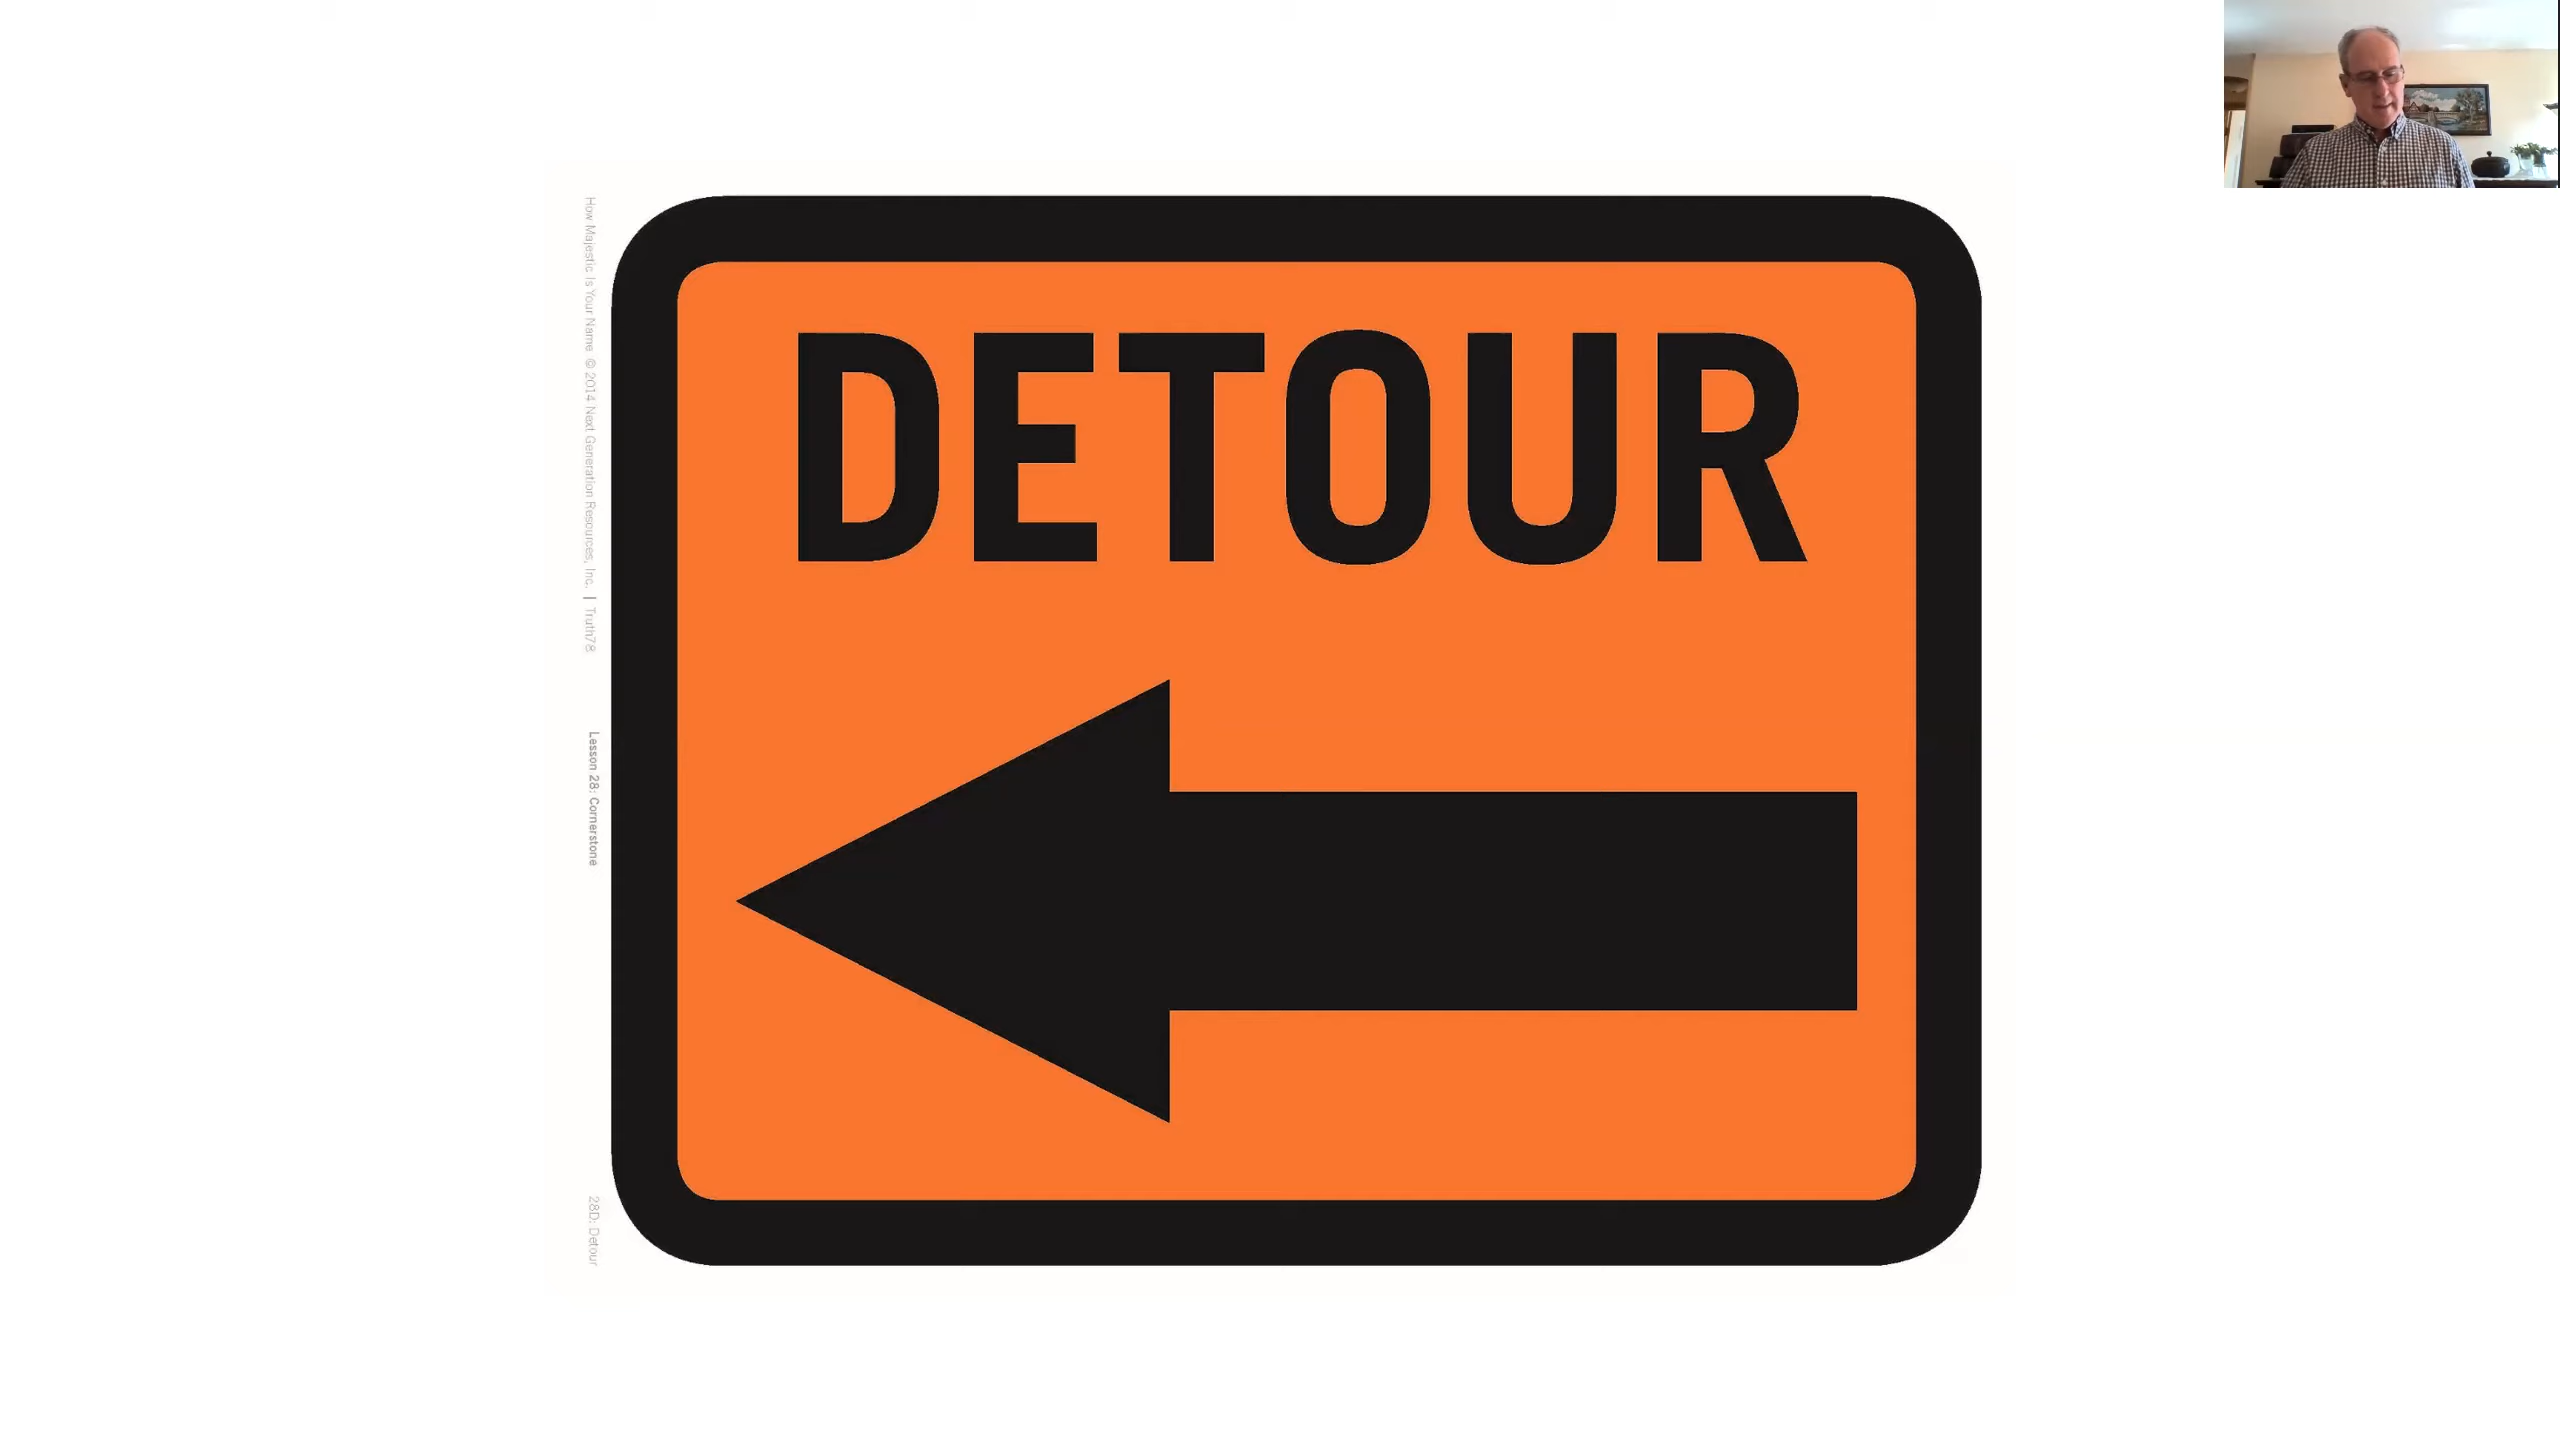 DETOUR
How Majestic Is Your Name © 2014 Next Generation Resources, Inc. | Truth78
Lesson 28: Cornerstone
28D: Detour